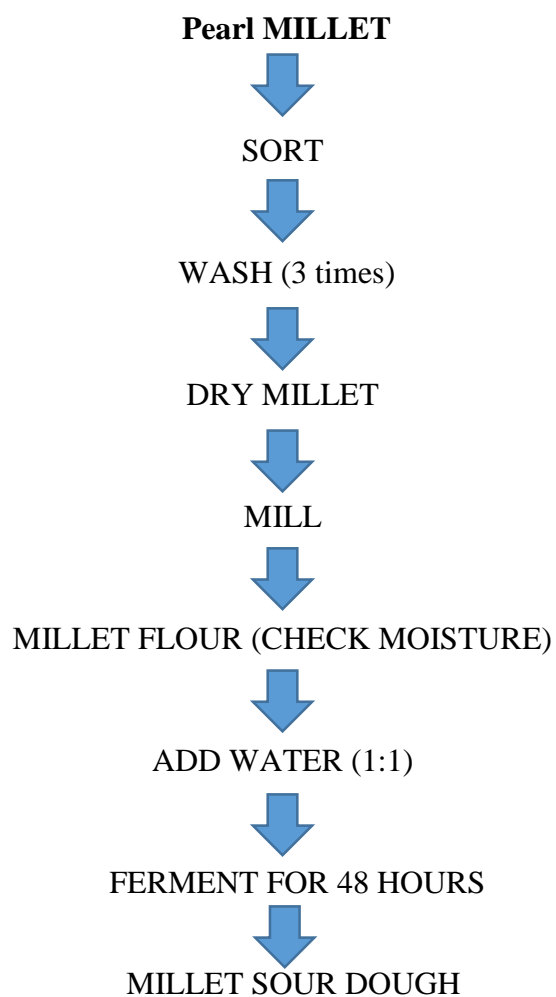 Pearl MILLET
SORT
WASH (3 times)
DRY MILLET
MILL
MILLET FLOUR (CHECK MOISTURE)
ADD WATER (1:1)
FERMENT FOR 48 HOURS
MILLET SOUR DOUGH